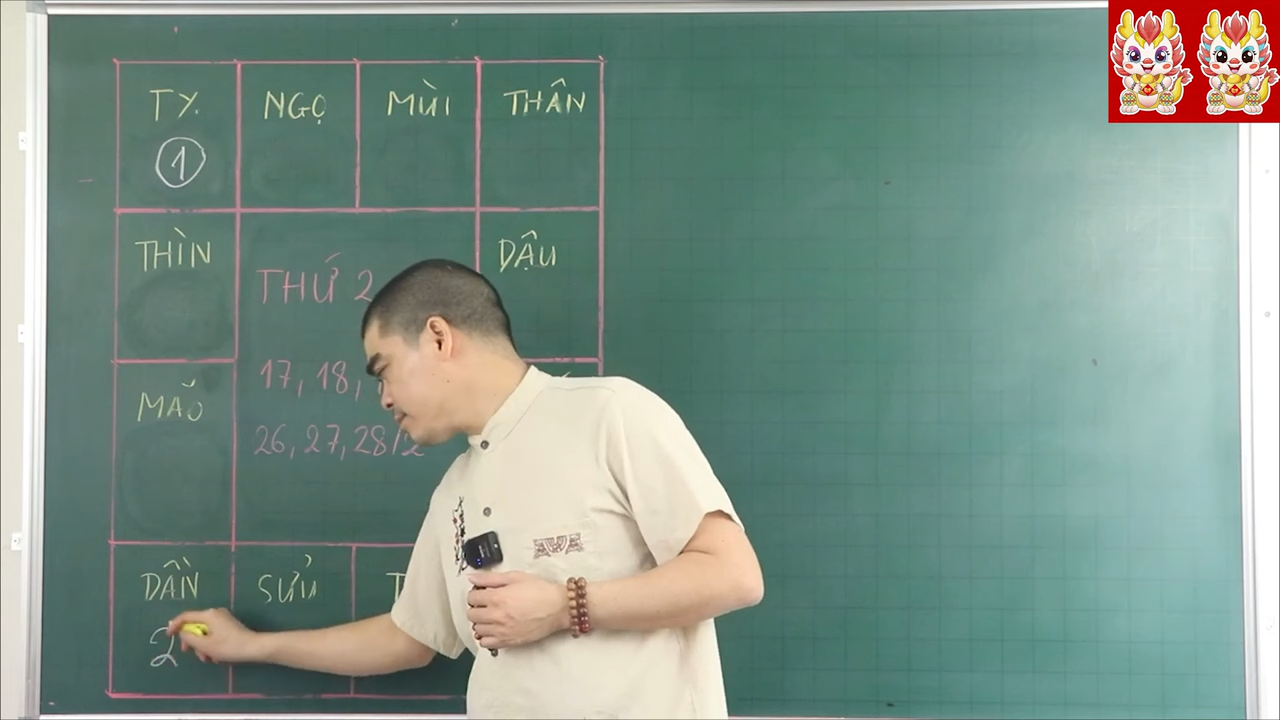 TỴ NGỌ MÙI THÂN
1
THÌN DẬU
THỨ 2
17, 18,
MÃO
26, 27, 28/2
DẦN SỬU
2